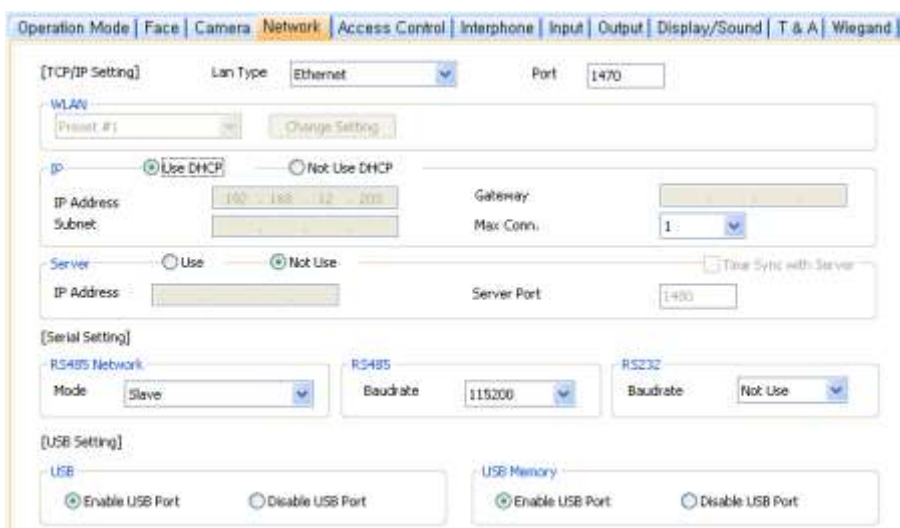 Operation Mode | Face | Camera | Network | Access Control | Interphone | Input | Output | Display/Sound | T & A | Wiegand
[TCP/IP Setting] Lan Type Ethernet Port 1470
WLAN
Preset #1 Change Setting
IP Use DHCP Not Use DHCP
IP Address 192 . 168 . 12 . 203 Gateway . . .
Subnet . . . Max Conn. 1
Server Use Not Use Time Sync with Server
IP Address Server Port 1480
[Serial Setting]
RS485 Network RS485 RS232
Mode Slave Baudrate 115200 Baudrate Not Use
[USB Setting]
USB USB Memory
Enable USB Port Disable USB Port Enable USB Port Disable USB Port